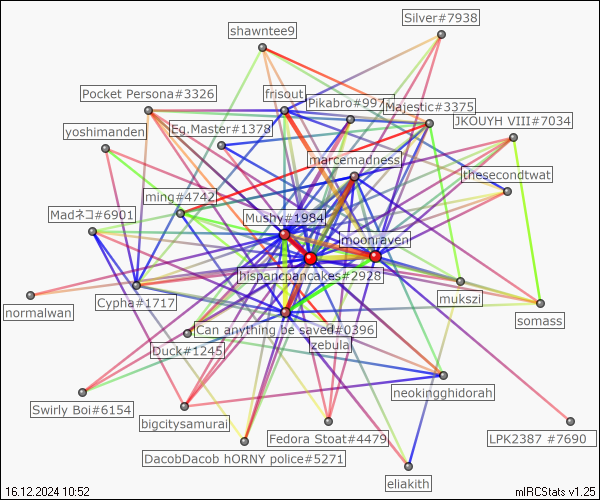 Silver#7938
shawntee9
Pocket Persona#3326
frisout
Pikabro#997
Majestic#3375
JKOUYH VIII#7034
yoshimanden
Eg.Master#1378
marcemadness
thesecondtwat
ming#4742
Madネコ#6901
Mushy#1984
moonraven
hispancpancakes#2928
Cypha#1717
mukszi
normalwan
somass
Can anything be saved#0396
Duck#1245
zebula
neokingghidorah
Swirly Boi#6154
bigcitysamurai
Fedora Stoat#4479
LPK2387 #7690
DacobDacob hORNY police#5271
eliakith
16.12.2024 10:52
mIRCStats v1.25